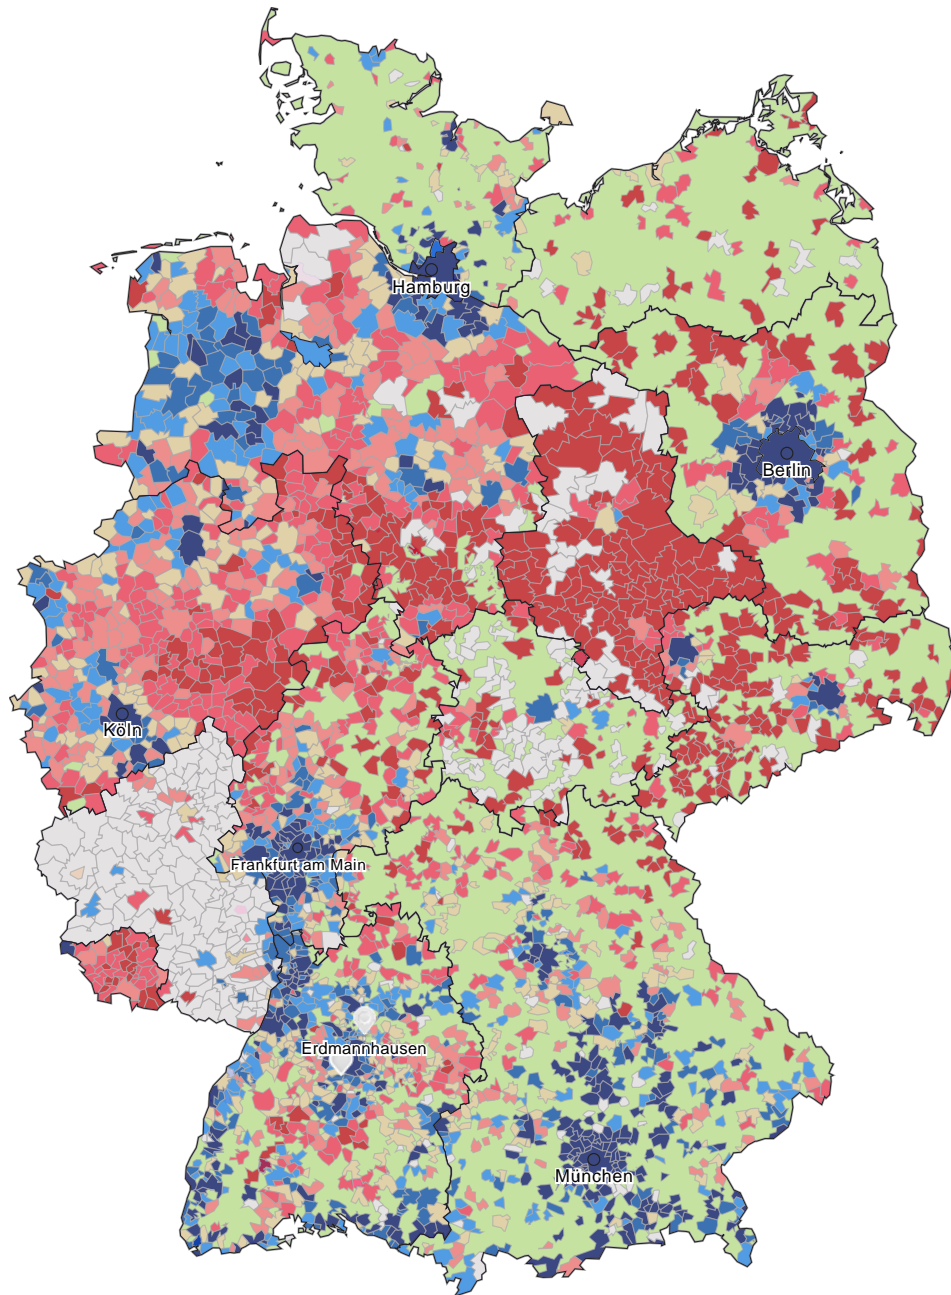 Hamburg
Berlin
Köln
Frankfurt am Main
Erdmannhausen
München